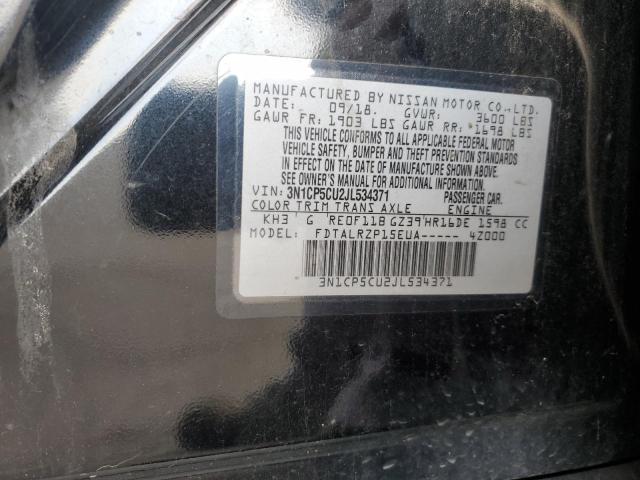 MANUFACTURED BY NISSAN MOTOR CO.,LTD.
DATE: 09/18. GVWR: 3600 LBS
GAWR FR: 1903 LBS GAWR RR: 1698 LBS
THIS VEHICLE CONFORMS TO ALL APPLICABLE FEDERAL MOTOR
VEHICLE SAFETY, BUMPER AND THEFT PREVENTION STANDARDS
IN EFFECT ON THE DATE OF MANUFACTURE SHOWN ABOVE.
SEE OWNER'S MANUAL FOR ADDITIONAL INFORMATION.
VIN: 3N1CP5CU2JL534371 PASSENGER CAR.
COLOR TRIM TRANS AXLE ENGINE
KH3 G RE0F11B GZ39 HR16DE 1598 CC
MODEL: FDTALRZP15EUA----- 4Z000
3N1CP5CU2JL534371